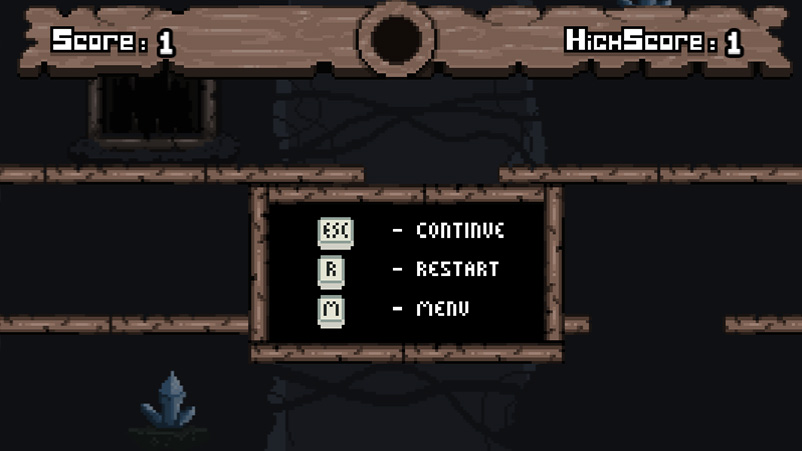 Score: 1
HighScore: 1
ESC - CONTINUE
R - RESTART
M - MENU